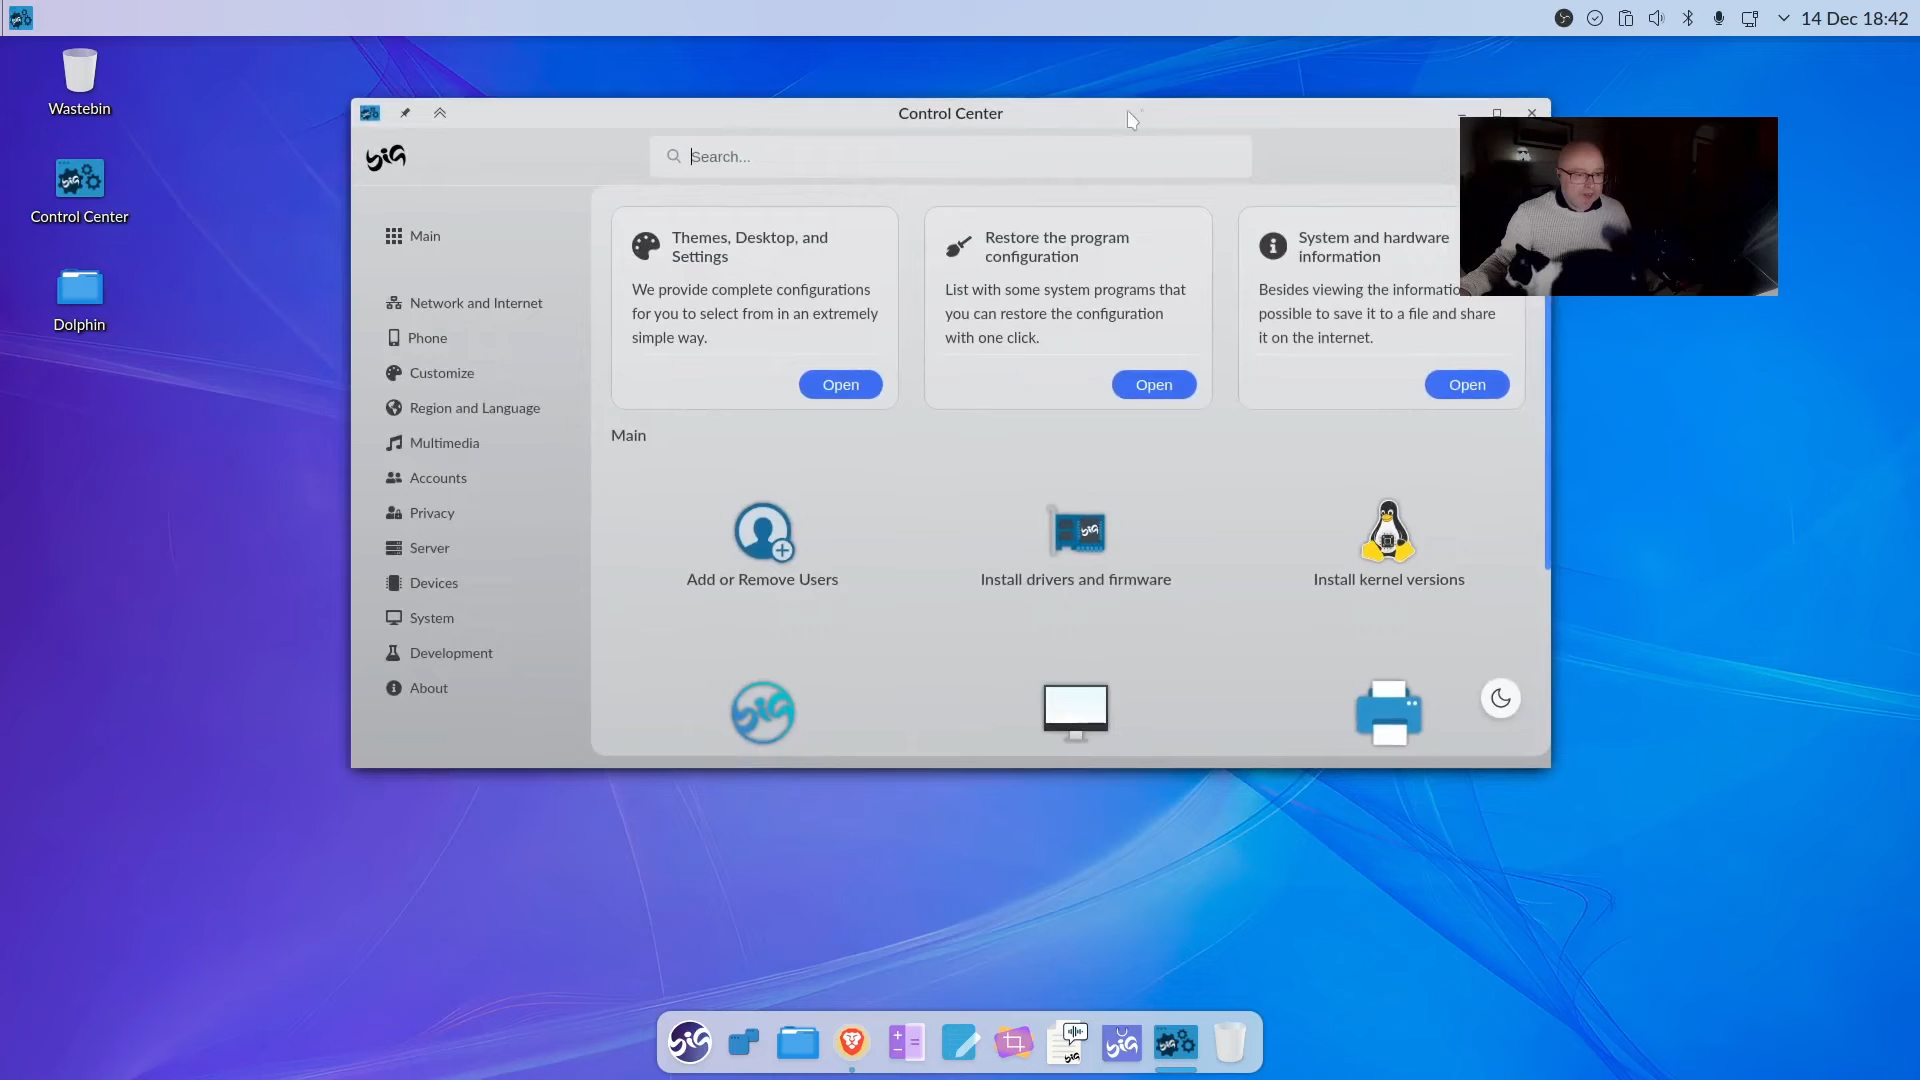 14 Dec 18:42
Wastebin
Control Center
Dolphin
Control Center
big
Search...
Main
Network and Internet
Phone
Customize
Region and Language
Multimedia
Accounts
Privacy
Server
Devices
System
Development
About
Themes, Desktop, and
Settings
We provide complete configurations
for you to select from in an extremely
simple way.
Open
Restore the program
configuration
List with some system programs that
you can restore the configuration
with one click.
Open
System and hardware
information
Besides viewing the
possible to save it to a file and share
it on the internet.
Open
Main
Add or Remove Users
Install drivers and firmware
Install kernel versions
big
big
big
big